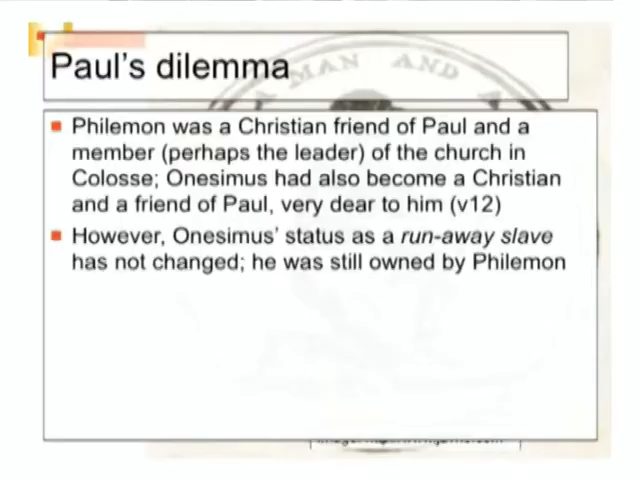 Paul's dilemma
A MAN AND A
Philemon was a Christian friend of Paul and a
member (perhaps the leader) of the church in
Colosse; Onesimus had also become a Christian
and a friend of Paul, very dear to him (v12)
However, Onesimus' status as a run-away slave
has not changed; he was still owned by Philemon